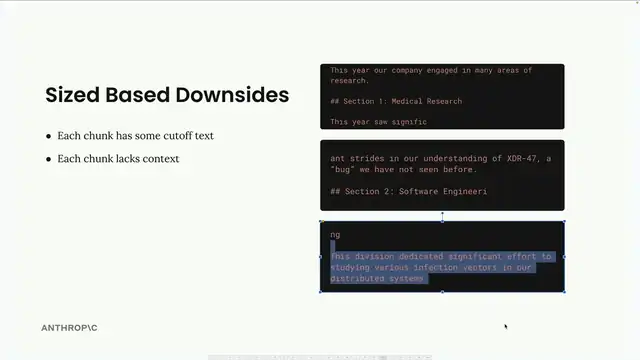 Sized Based Downsides
● Each chunk has some cutoff text
● Each chunk lacks context
This year our company engaged in many areas of
research.
## Section 1: Medical Research
This year saw signific
ant strides in our understanding of XDR-47, a
"bug" we have not seen before.
## Section 2: Software Engineeri
ng
This division dedicated significant effort to
studying various infection vectors in our
distributed systems
ANTHROP\C